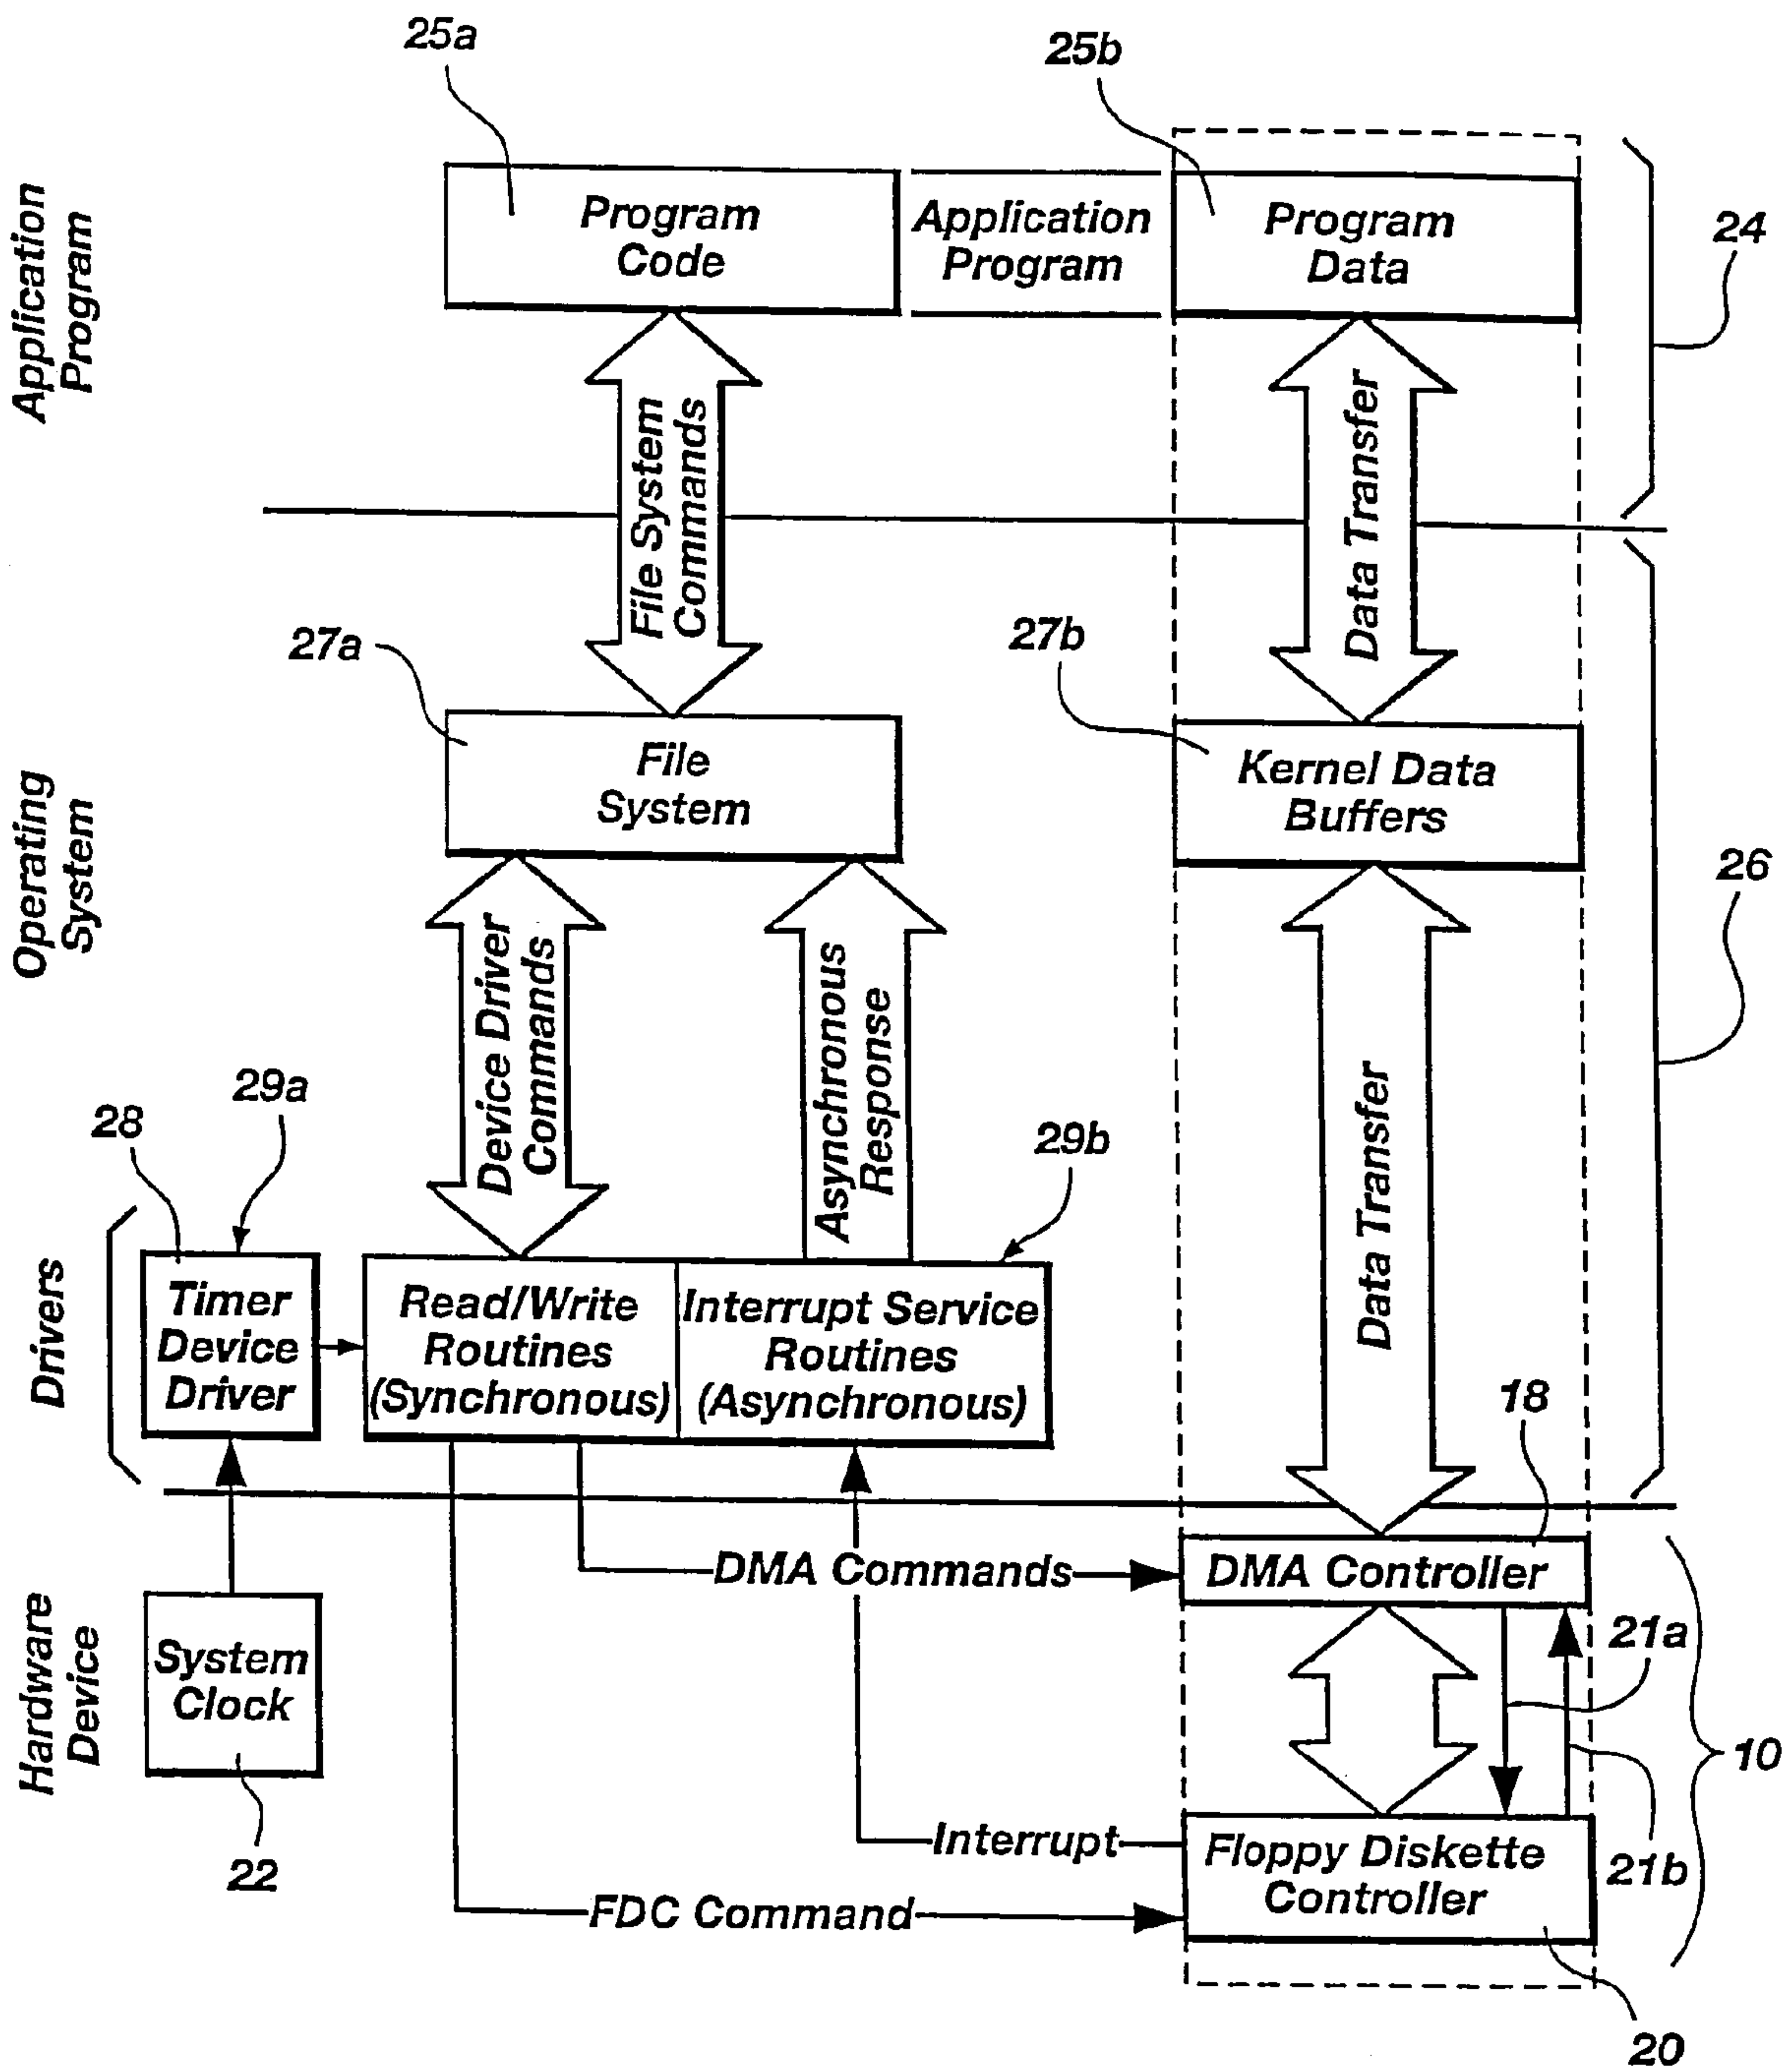 25a
25b
Application
Program
Program
Code
Application
Program
Program
Data
24
File System
Commands
Data Transfer
27a
27b
Operating
System
File
System
Kernel Data
Buffers
26
Device Driver
Commands
Asynchronous
Response
Data Transfer
29a
28
29b
Drivers
Timer
Device
Driver
Read/Write
Routines
(Synchronous)
Interrupt Service
Routines
(Asynchronous)
18
DMA Commands
DMA Controller
Hardware
Device
System
Clock
21a
10
22
Interrupt
Floppy Diskette
Controller
21b
FDC Command
20